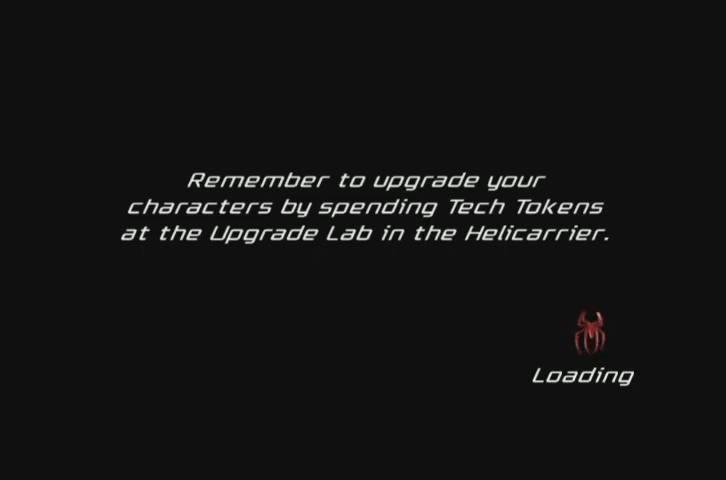 Remember to upgrade your
characters by spending Tech Tokens
at the Upgrade Lab in the Helicarrier.
Loading